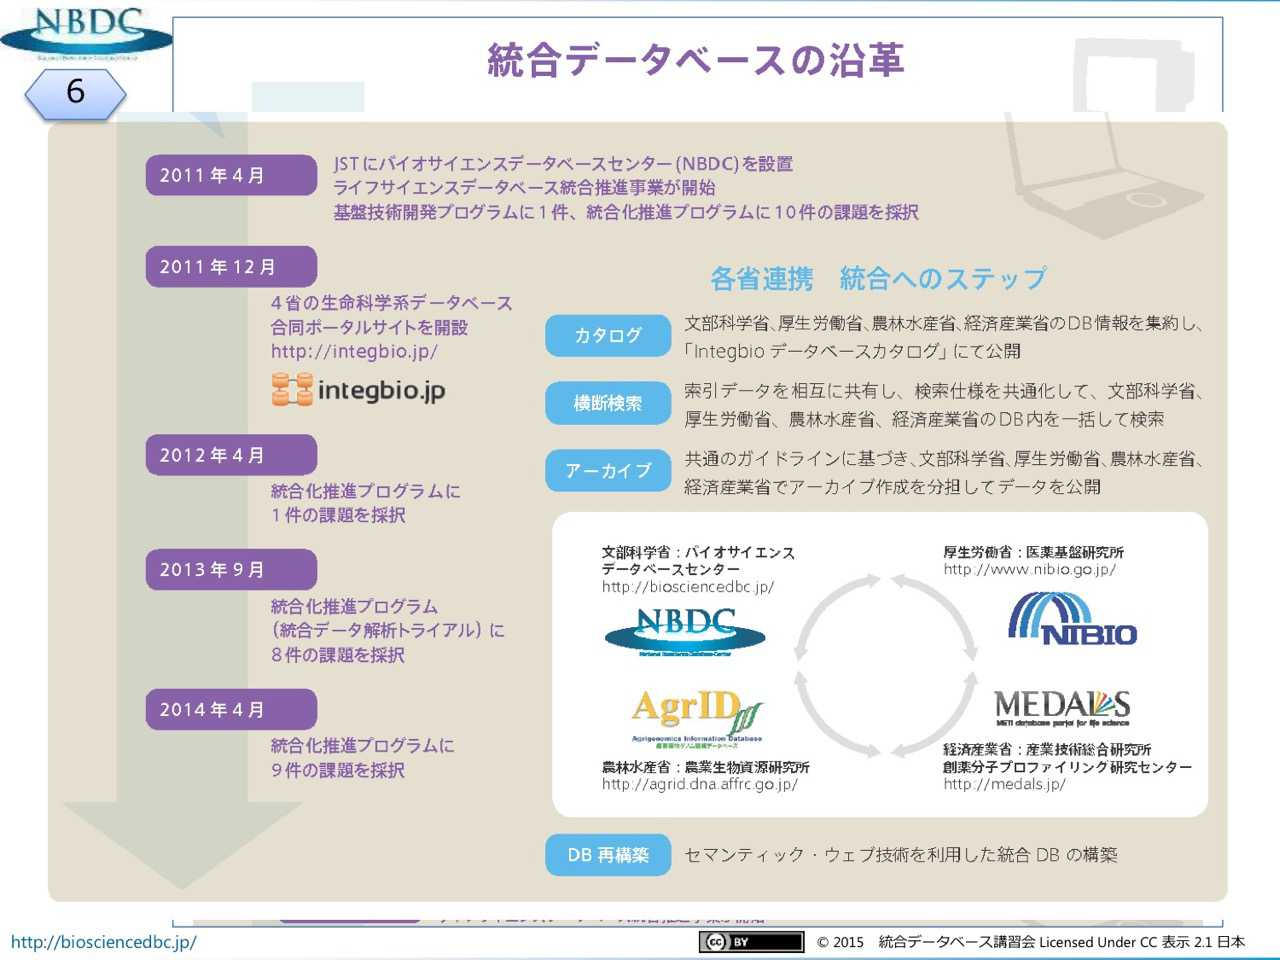 NBDC
6
統合データベースの沿革
2011年4月
JSTにバイオサイエンスデータベースセンター(NBDC)を設置
ライフサイエンスデータベース統合推進事業が開始
基盤技術開発プログラムに1件、統合化推進プログラムに10件の課題を採択
2011年12月
4省の生命科学系データベース
合同ポータルサイトを開設
http://integbio.jp/
integbio.jp
2012年4月
統合化推進プログラムに
1件の課題を採択
2013年9月
統合化推進プログラム
（統合データ解析トライアル）に
8件の課題を採択
2014年4月
統合化推進プログラムに
9件の課題を採択
各省連携　統合へのステップ
カタログ
文部科学省、厚生労働省、農林水産省、経済産業省のDB情報を集約し、
「Integbioデータベースカタログ」にて公開
横断検索
索引データを相互に共有し、検索仕様を共通化して、文部科学省、
厚生労働省、農林水産省、経済産業省のDB内を一括して検索
アーカイブ
共通のガイドラインに基づき、文部科学省、厚生労働省、農林水産省、
経済産業省でアーカイブ作成を分担してデータを公開
文部科学省：バイオサイエンス
データベースセンター
http://biosciencedbc.jp/
NBDC
National Bioscience Database Center
厚生労働省：医薬基盤研究所
http://www.nibio.go.jp/
NIBIO
AgrID
Agrigenomics Information Database
農林水産省：農業生物資源研究所
http://agrid.dna.affrc.go.jp/
MEDALS
METI database portal for life science
経済産業省：産業技術総合研究所
創薬分子プロファイリング研究センター
http://medals.jp/
DB再構築
セマンティック・ウェブ技術を利用した統合DBの構築
http://biosciencedbc.jp/
cc BY
© 2015　統合データベース講習会 Licensed Under CC 表示 2.1 日本